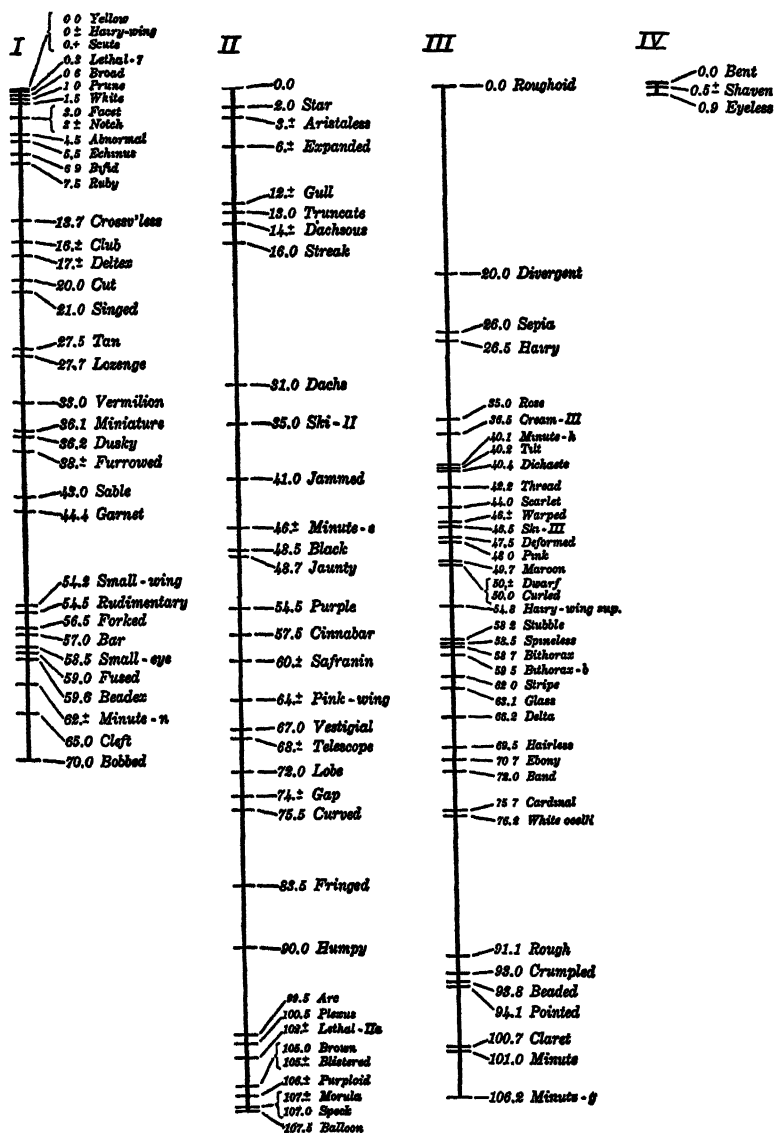 I
0 0 Yellow
0 ± Hairy-wing
0.+ Scute
0.3 Lethal-7
0 6 Broad
1 0 Prune
1.5 White
3.0 Facet
2 ± Notch
4.5 Abnormal
5.5 Echinus
6 9 Bifid
7.5 Ruby
13.7 Crossv'less
16.± Club
17.± Deltex
20.0 Cut
21.0 Singed
27.5 Tan
27.7 Lozenge
33.0 Vermilion
36.1 Miniature
36.2 Dusky
38.± Furrowed
43.0 Sable
44.4 Garnet
54.2 Small-wing
54.5 Rudimentary
56.5 Forked
57.0 Bar
58.5 Small-eye
59.0 Fused
59.6 Beadex
62.± Minute-n
65.0 Cleft
70.0 Bobbed
II
0.0
2.0 Star
3.± Aristaless
6.± Expanded
12.± Gull
13.0 Truncate
14.± Dachsous
16.0 Streak
31.0 Dachs
35.0 Ski-II
41.0 Jammed
46.± Minute-e
48.5 Black
48.7 Jaunty
54.5 Purple
57.5 Cinnabar
60.± Safranin
64.± Pink-wing
67.0 Vestigial
68.± Telescope
72.0 Lobe
74.± Gap
75.5 Curved
83.5 Fringed
90.0 Humpy
99.5 Arc
100.5 Plexus
102.± Lethal-IIa
105.0 Brown
105.± Blistered
106.± Purploid
107.± Morula
107.0 Speck
107.5 Balloon
III
0.0 Roughoid
20.0 Divergent
26.0 Sepia
26.5 Hairy
35.0 Rose
36.5 Cream-III
40.1 Minute-h
40.2 Tilt
40.4 Dichaete
42.2 Thread
44.0 Scarlet
46.± Warped
46.5 Ski-III
47.5 Deformed
48 0 Pink
49.7 Maroon
50.± Dwarf
50.0 Curled
54.8 Hairy-wing sup.
58 2 Stubble
58.5 Spineless
58 7 Bithorax
59 5 Bithorax-b
62 0 Stripe
63.1 Glass
66.2 Delta
69.5 Hairless
70 7 Ebony
72.0 Band
75 7 Cardinal
76.2 White ocelli
91.1 Rough
93.0 Crumpled
93.8 Beaded
94.1 Pointed
100.7 Claret
101.0 Minute
106.2 Minute-g
IV
0.0 Bent
0.5± Shaven
0.9 Eyeless